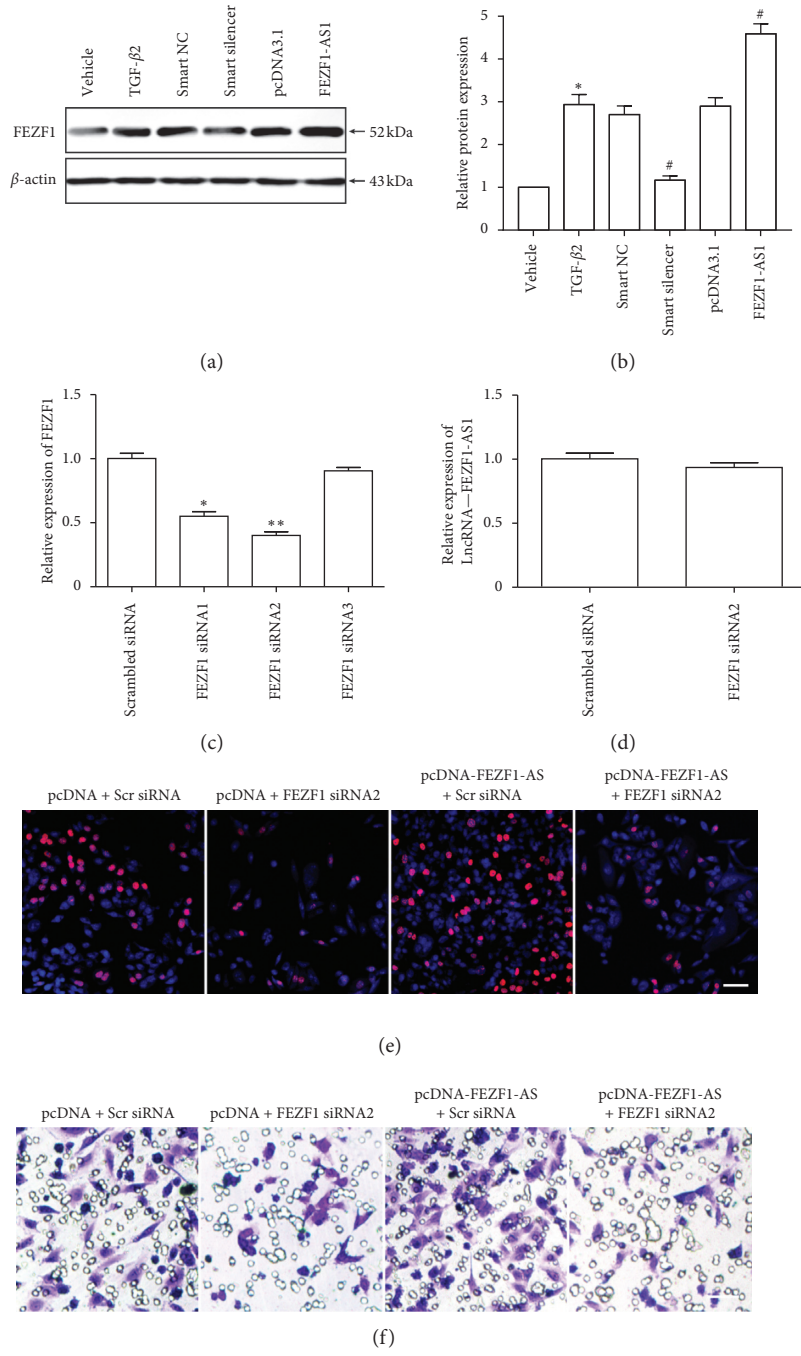 Vehicle
TGF-β2
Smart NC
Smart silencer
pcDNA3.1
FEZF1-AS1
FEZF1
52 kDa
β-actin
43 kDa
(a)
Relative protein expression
5
4
3
2
1
0
*
#
#
Vehicle
TGF-β2
Smart NC
Smart silencer
pcDNA3.1
FEZF1-AS1
(b)
Relative expression of FEZF1
1.5
1.0
0.5
0
*
**
Scrambled siRNA
FEZF1 siRNA1
FEZF1 siRNA2
FEZF1 siRNA3
(c)
Relative expression of
LncRNA—FEZF1-AS1
1.5
1.0
0.5
0
Scrambled siRNA
FEZF1 siRNA2
(d)
pcDNA + Scr siRNA
pcDNA + FEZF1 siRNA2
pcDNA-FEZF1-AS
+ Scr siRNA
pcDNA-FEZF1-AS
+ FEZF1 siRNA2
(e)
pcDNA + Scr siRNA
pcDNA + FEZF1 siRNA2
pcDNA-FEZF1-AS
+ Scr siRNA
pcDNA-FEZF1-AS
+ FEZF1 siRNA2
(f)